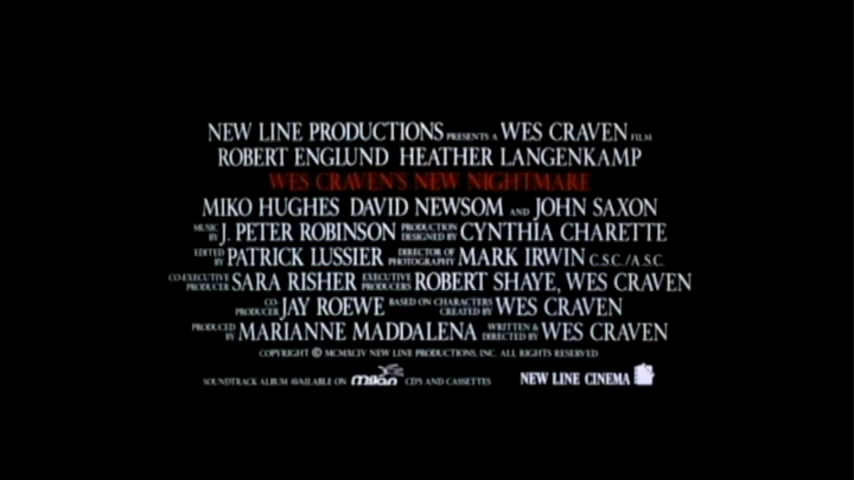 NEW LINE PRODUCTIONS PRESENTS A WES CRAVEN FILM
ROBERT ENGLUND HEATHER LANGENKAMP
WES CRAVEN'S NEW NIGHTMARE
MIKO HUGHES DAVID NEWSOM AND JOHN SAXON
MUSIC BY J. PETER ROBINSON PRODUCTION DESIGNED BY CYNTHIA CHARETTE
EDITED BY PATRICK LUSSIER DIRECTOR OF PHOTOGRAPHY MARK IRWIN C.S.C./A.S.C.
CO-EXECUTIVE PRODUCER SARA RISHER EXECUTIVE PRODUCERS ROBERT SHAYE, WES CRAVEN
CO-PRODUCER JAY ROEWE BASED ON CHARACTERS CREATED BY WES CRAVEN
PRODUCED BY MARIANNE MADDALENA WRITTEN & DIRECTED BY WES CRAVEN
COPYRIGHT © MCMXCIV NEW LINE PRODUCTIONS, INC. ALL RIGHTS RESERVED
SOUNDTRACK ALBUM AVAILABLE ON milan CD'S AND CASSETTES NEW LINE CINEMA